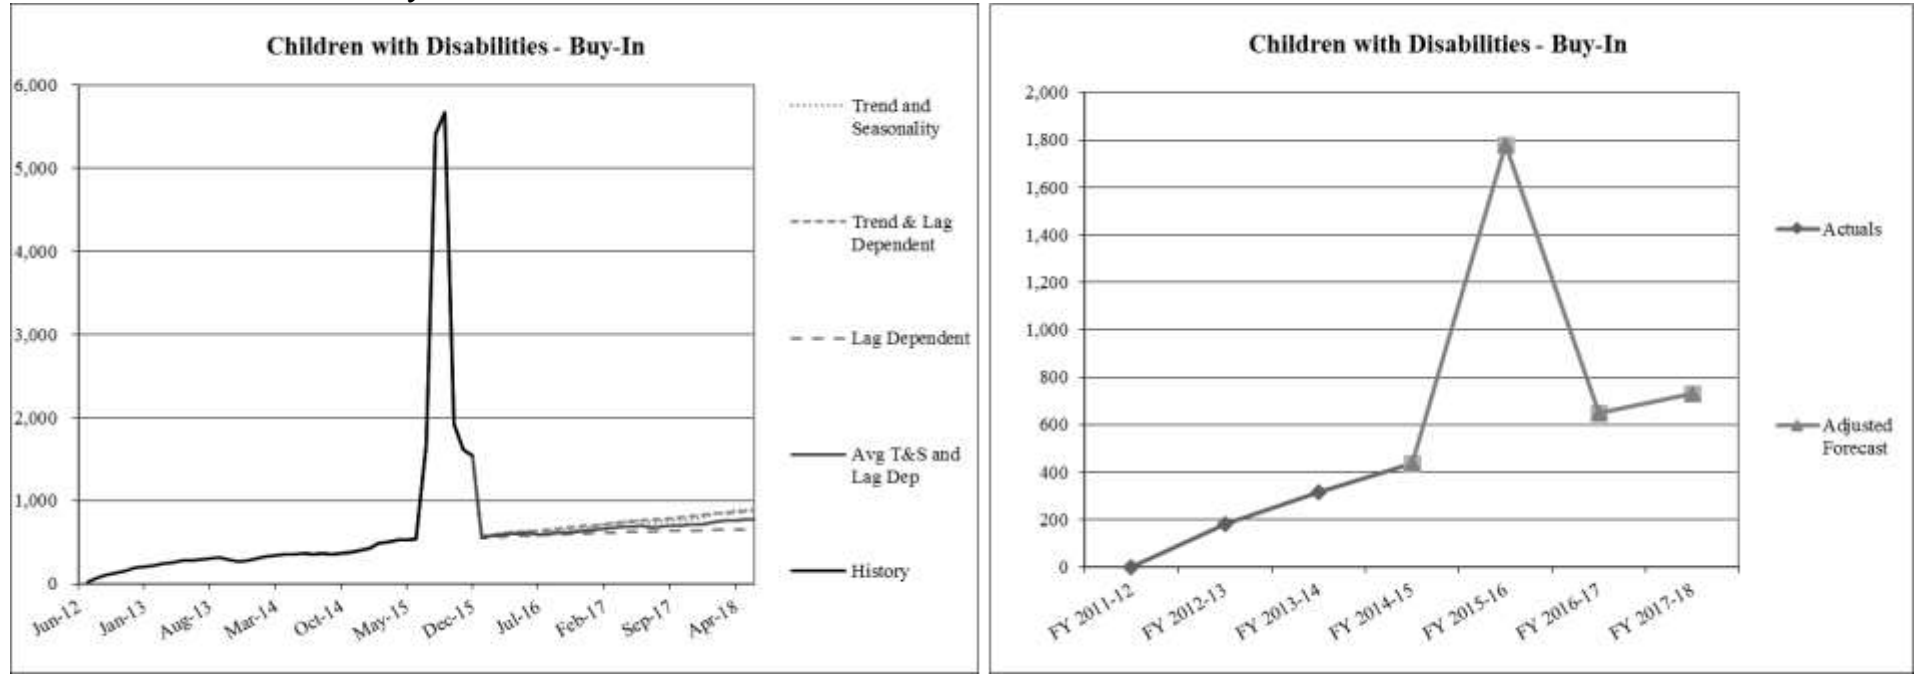 Children with Disabilities - Buy-In
6,000
5,000
4,000
3,000
2,000
1,000
0
Jun-12
Jan-13
Aug-13
Mar-14
Oct-14
May-15
Dec-15
Jul-16
Feb-17
Sep-17
Apr-18
Trend and
Seasonality
Trend & Lag
Dependent
Lag Dependent
Avg T&S and
Lag Dep
History
Children with Disabilities - Buy-In
2,000
1,800
1,600
1,400
1,200
1,000
800
600
400
200
0
FY 2011-12
FY 2012-13
FY 2013-14
FY 2014-15
FY 2015-16
FY 2016-17
FY 2017-18
Actuals
Adjusted
Forecast